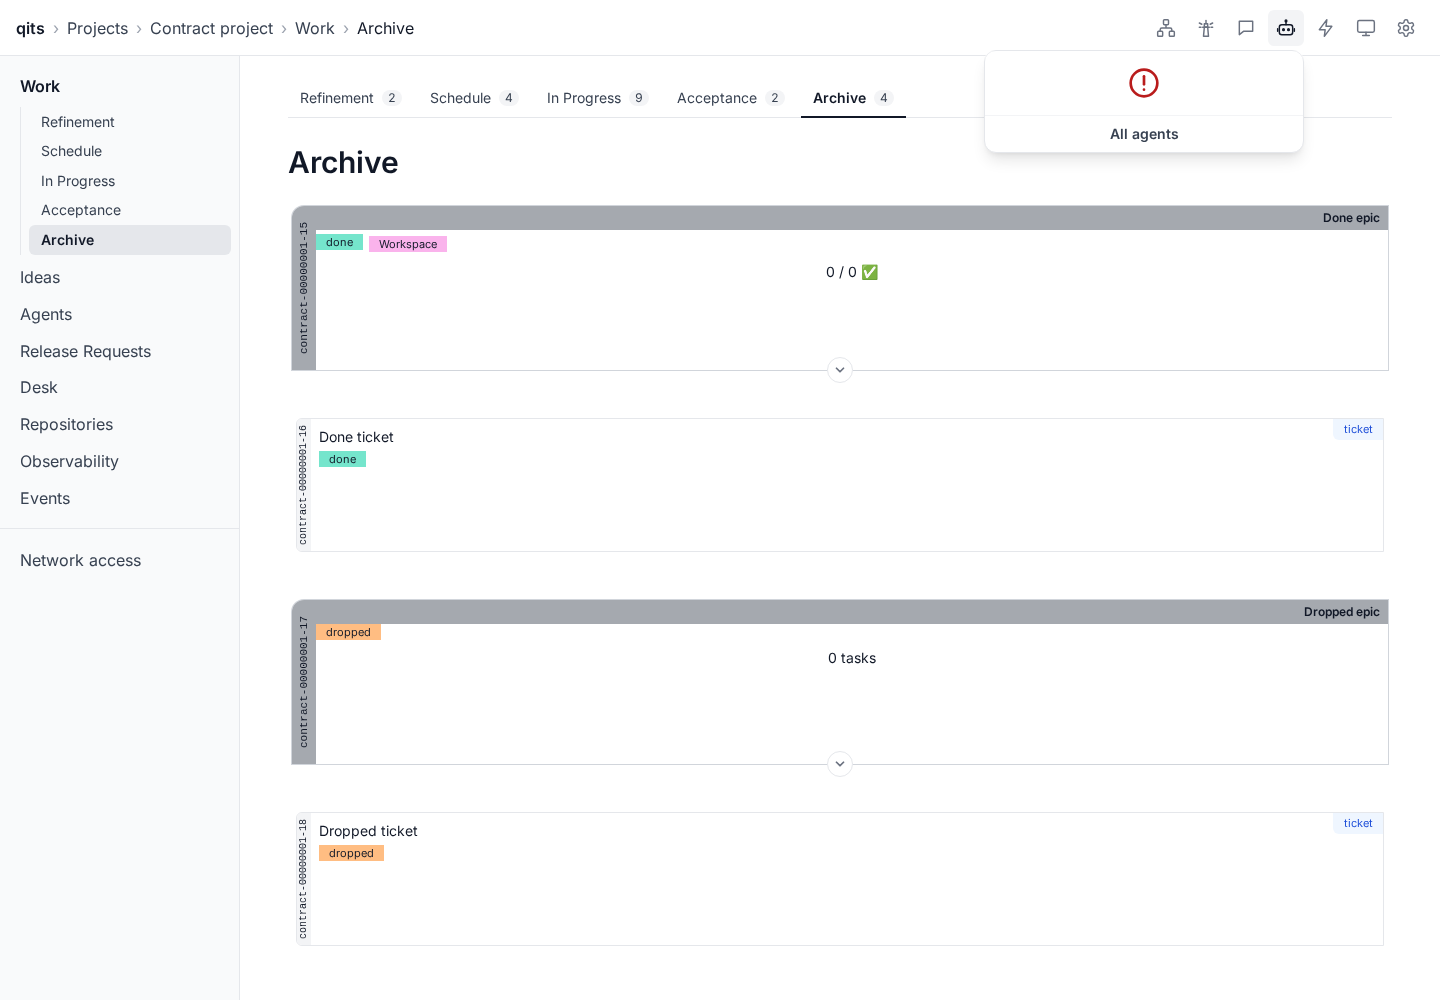 qits › Projects › Contract project › Work › Archive
All agents
Work
Refinement
Schedule
In Progress
Acceptance
Archive
Ideas
Agents
Release Requests
Desk
Repositories
Observability
Events
Network access
Refinement 2 Schedule 4 In Progress 9 Acceptance 2 Archive 4
Archive
contract-00000001-15
Done epic
done Workspace
0 / 0 ✅
contract-00000001-16
Done ticket
ticket
done
contract-00000001-17
Dropped epic
dropped
0 tasks
contract-00000001-18
Dropped ticket
ticket
dropped